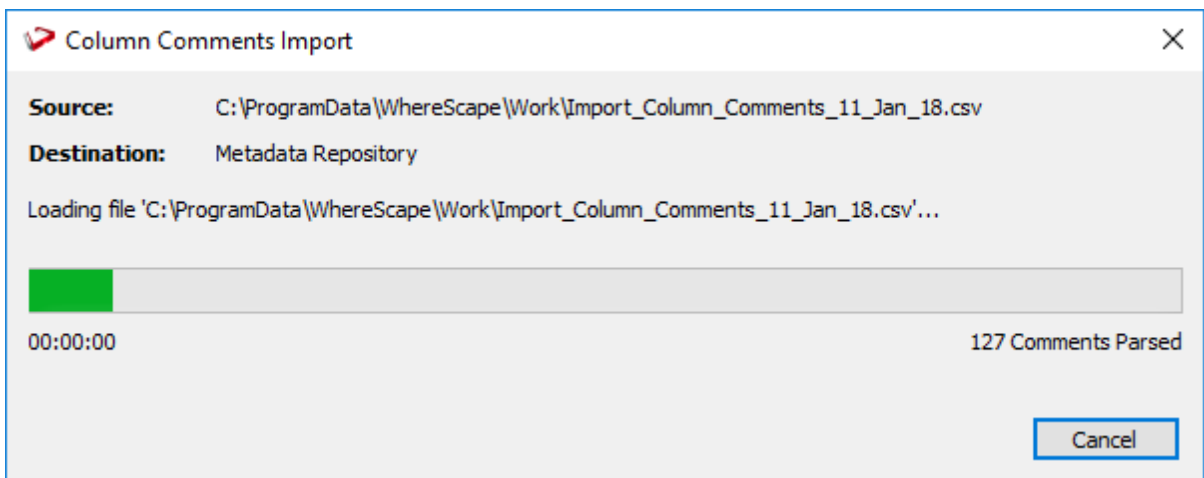 Column Comments Import
Source: C:\ProgramData\WhereScape\Work\Import_Column_Comments_11_Jan_18.csv
Destination: Metadata Repository
Loading file 'C:\ProgramData\WhereScape\Work\Import_Column_Comments_11_Jan_18.csv'...
00:00:00 127 Comments Parsed
Cancel